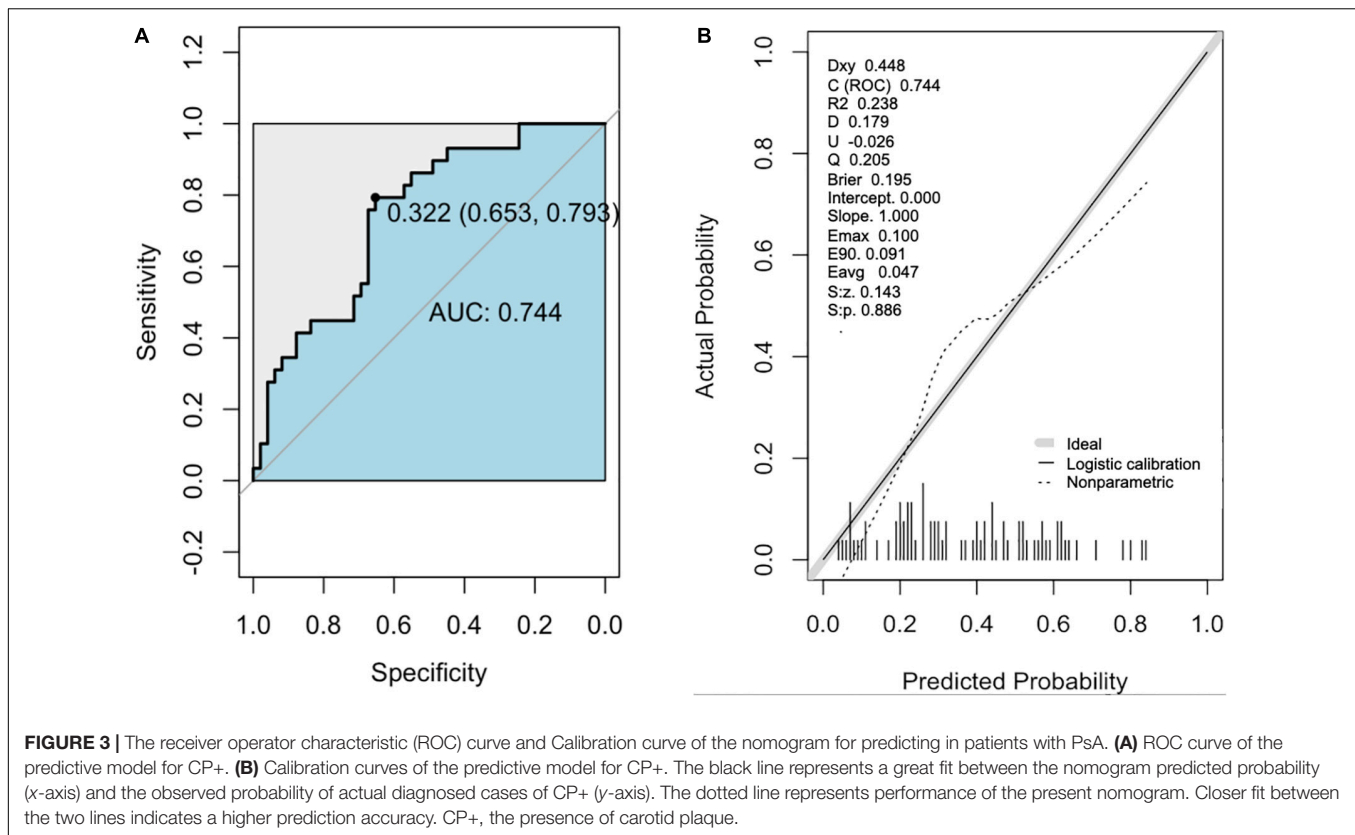 A
1.2
1.0
0.8
0.6
0.4
0.2
0.0
-0.2
Sensitivity
0.322 (0.653, 0.793)
AUC: 0.744
1.0 0.8 0.6 0.4 0.2 0.0
Specificity
B
1.0
0.8
0.6
0.4
0.2
0.0
Actual Probability
Dxy 0.448
C (ROC) 0.744
R2 0.238
D 0.179
U -0.026
Q 0.205
Brier 0.195
Intercept. 0.000
Slope. 1.000
Emax 0.100
E90. 0.091
Eavg 0.047
S:z. 0.143
S:p. 0.886
Ideal
Logistic calibration
Nonparametric
0.0 0.2 0.4 0.6 0.8 1.0
Predicted Probability
FIGURE 3 | The receiver operator characteristic (ROC) curve and Calibration curve of the nomogram for predicting in patients with PsA. (A) ROC curve of the
predictive model for CP+. (B) Calibration curves of the predictive model for CP+. The black line represents a great fit between the nomogram predicted probability
(x-axis) and the observed probability of actual diagnosed cases of CP+ (y-axis). The dotted line represents performance of the present nomogram. Closer fit between
the two lines indicates a higher prediction accuracy. CP+, the presence of carotid plaque.